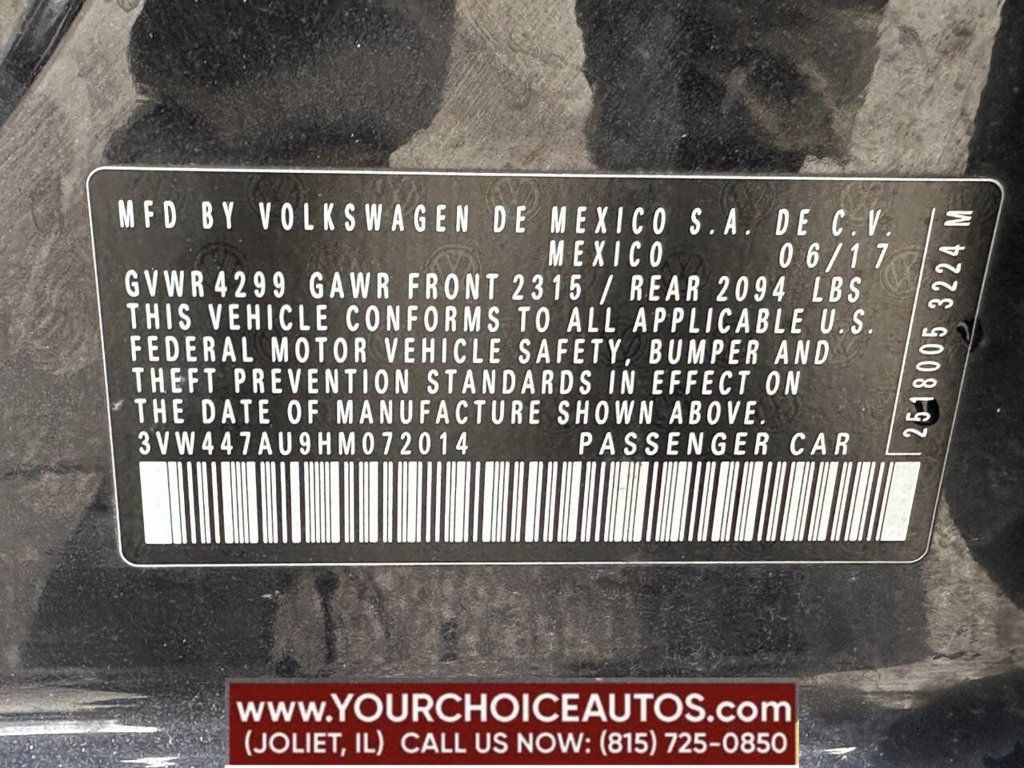 MFD BY VOLKSWAGEN DE MEXICO S.A. DE C.V.
MEXICO 06/17
GVWR 4299 GAWR FRONT 2315 / REAR 2094 LBS
THIS VEHICLE CONFORMS TO ALL APPLICABLE U.S.
FEDERAL MOTOR VEHICLE SAFETY, BUMPER AND
THEFT PREVENTION STANDARDS IN EFFECT ON
THE DATE OF MANUFACTURE SHOWN ABOVE.
3VW447AU9HM072014 PASSENGER CAR
2518005 3224 M
www.YOURCHOICEAUTOS.com
(JOLIET, IL) CALL US NOW: (815) 725-0850